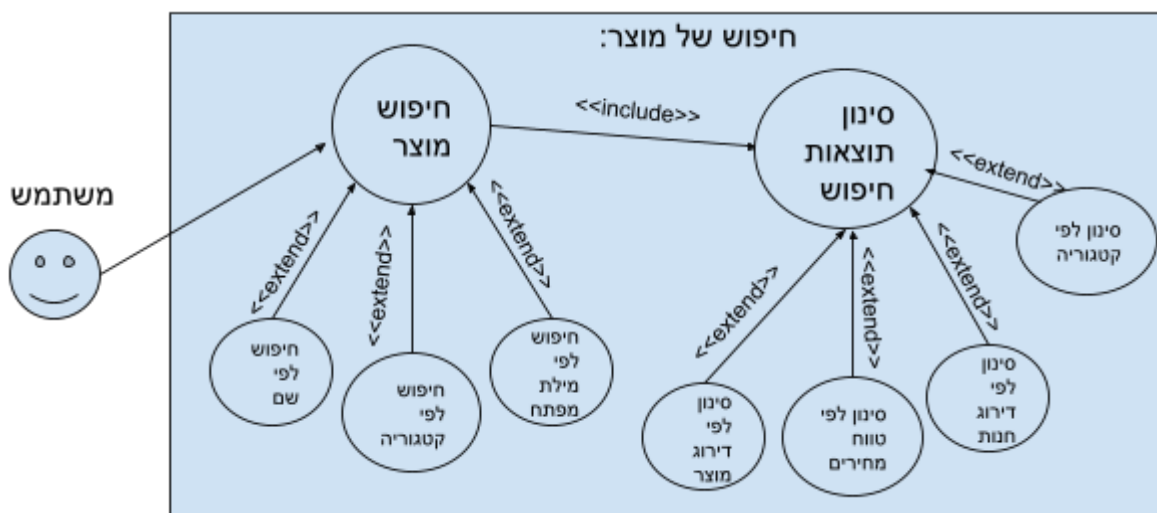 חיפוש של מוצר:
משתמש
חיפוש
מוצר
<<include>>
סינון
תוצאות
חיפוש
<<extend>>
<<extend>>
<<extend>>
<<extend>>
<<extend>>
<<extend>>
<<extend>>
חיפוש
לפי
שם
חיפוש
לפי
קטגוריה
חיפוש
לפי
מילת
מפתח
סינון
לפי
דירוג
מוצר
סינון לפי
טווח
מחירים
סינון
לפי
דירוג
חנות
סינון לפי
קטגוריה